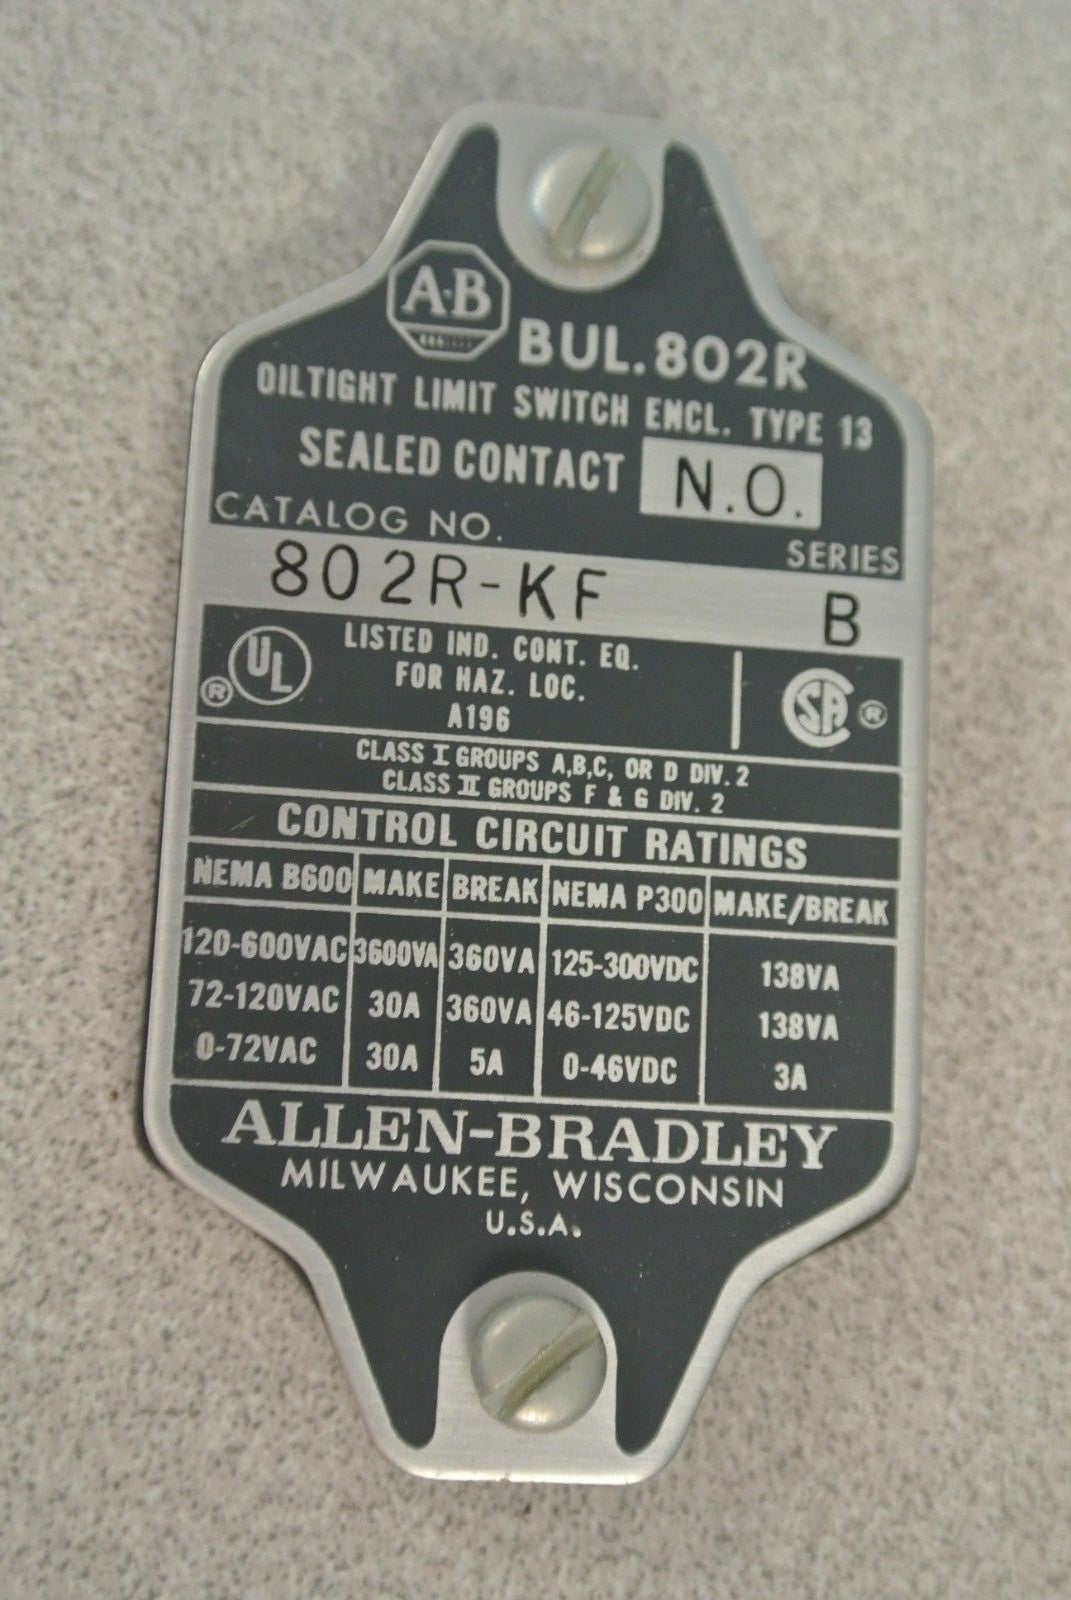 A-B
BUL. 802R
OILTIGHT LIMIT SWITCH ENCL. TYPE 13
SEALED CONTACT N.O.
CATALOG NO. SERIES
802R-KF B
UL ® LISTED IND. CONT. EQ. SA ®
FOR HAZ. LOC.
A196
CLASS I GROUPS A,B,C, OR D DIV. 2
CLASS II GROUPS F & G DIV. 2
CONTROL CIRCUIT RATINGS
NEMA B600 MAKE BREAK NEMA P300 MAKE/BREAK
120-600VAC 3600VA 360VA 125-300VDC 138VA
72-120VAC 30A 360VA 46-125VDC 138VA
0-72VAC 30A 5A 0-46VDC 3A
ALLEN-BRADLEY
MILWAUKEE, WISCONSIN
U.S.A.